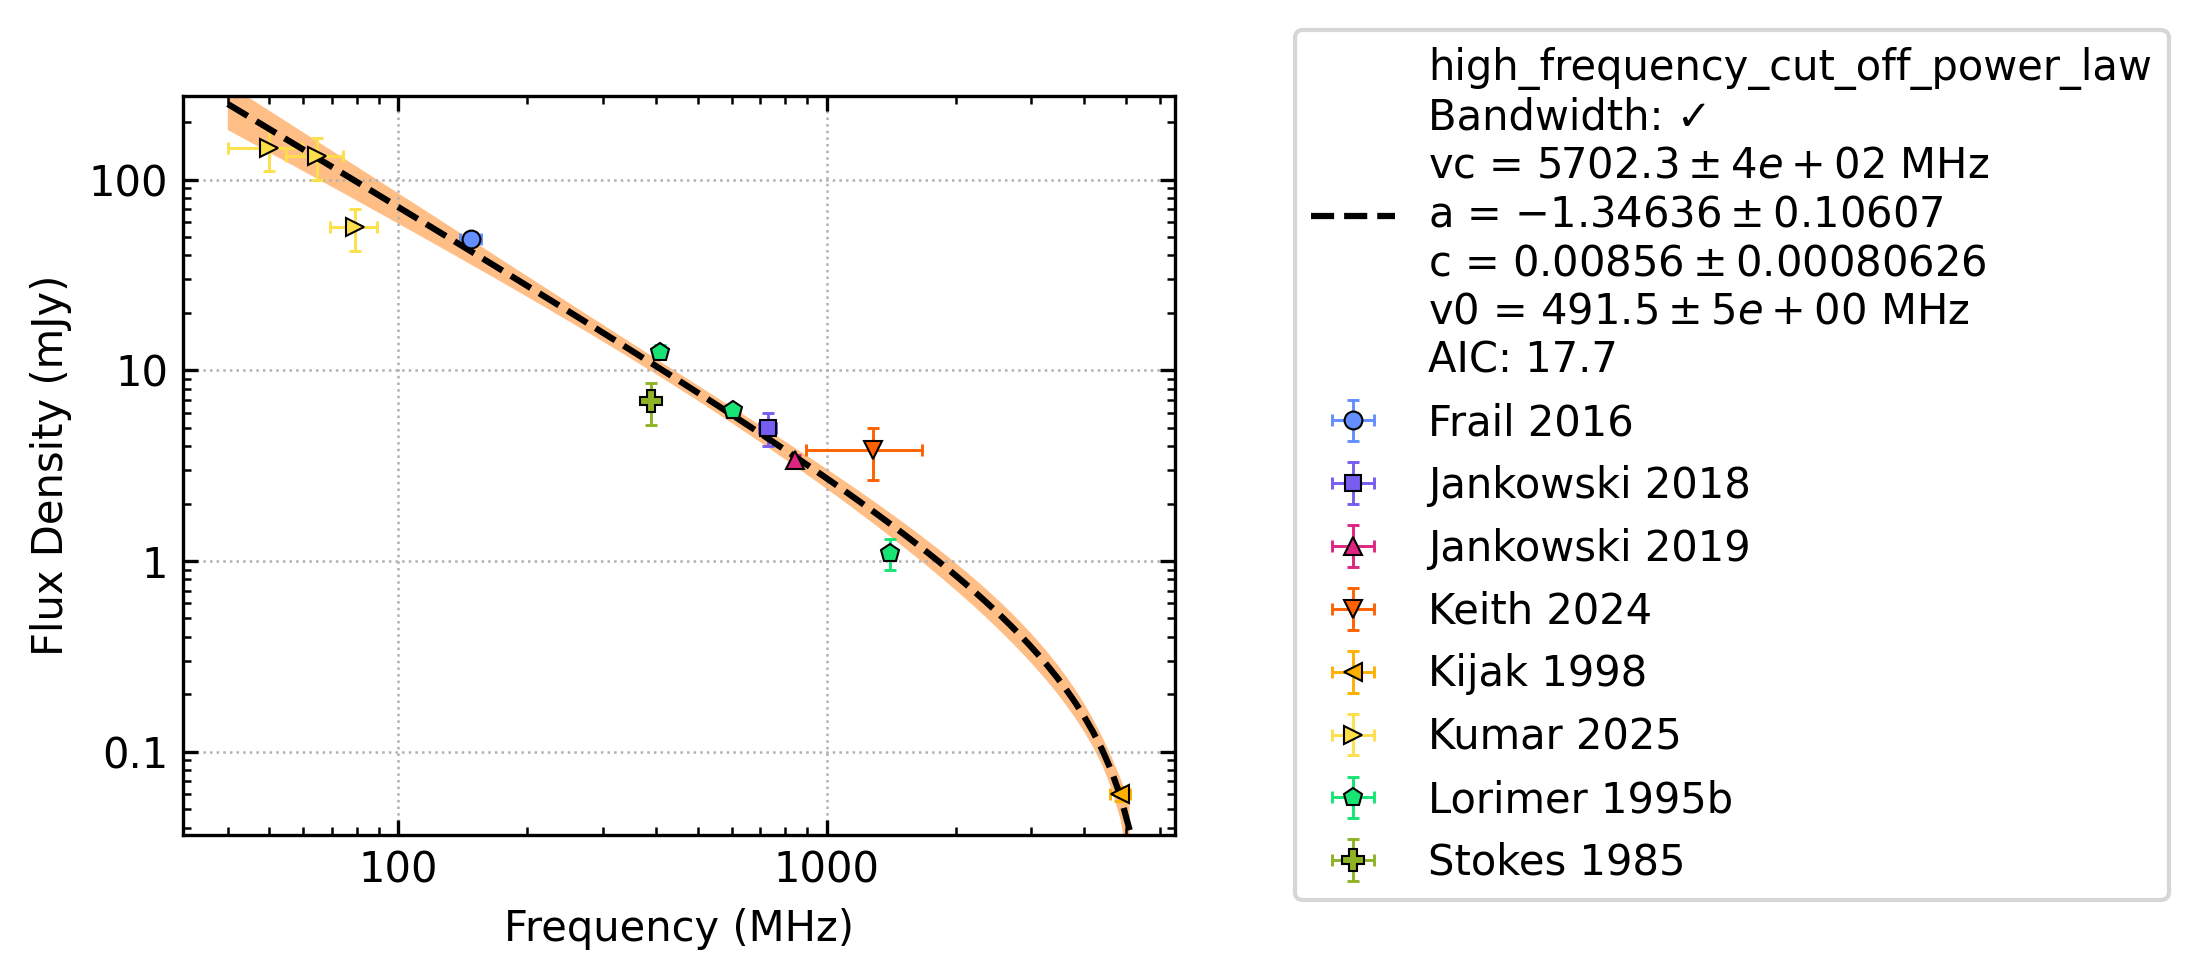 high_frequency_cut_off_power_law
Bandwidth: ✓
vc = 5702.3 ± 4e + 02 MHz
a = −1.34636 ± 0.10607
c = 0.00856 ± 0.00080626
v0 = 491.5 ± 5e + 00 MHz
AIC: 17.7
Frail 2016
Jankowski 2018
Jankowski 2019
Keith 2024
Kijak 1998
Kumar 2025
Lorimer 1995b
Stokes 1985
Flux Density (mJy)
100
10
1
0.1
100
1000
Frequency (MHz)